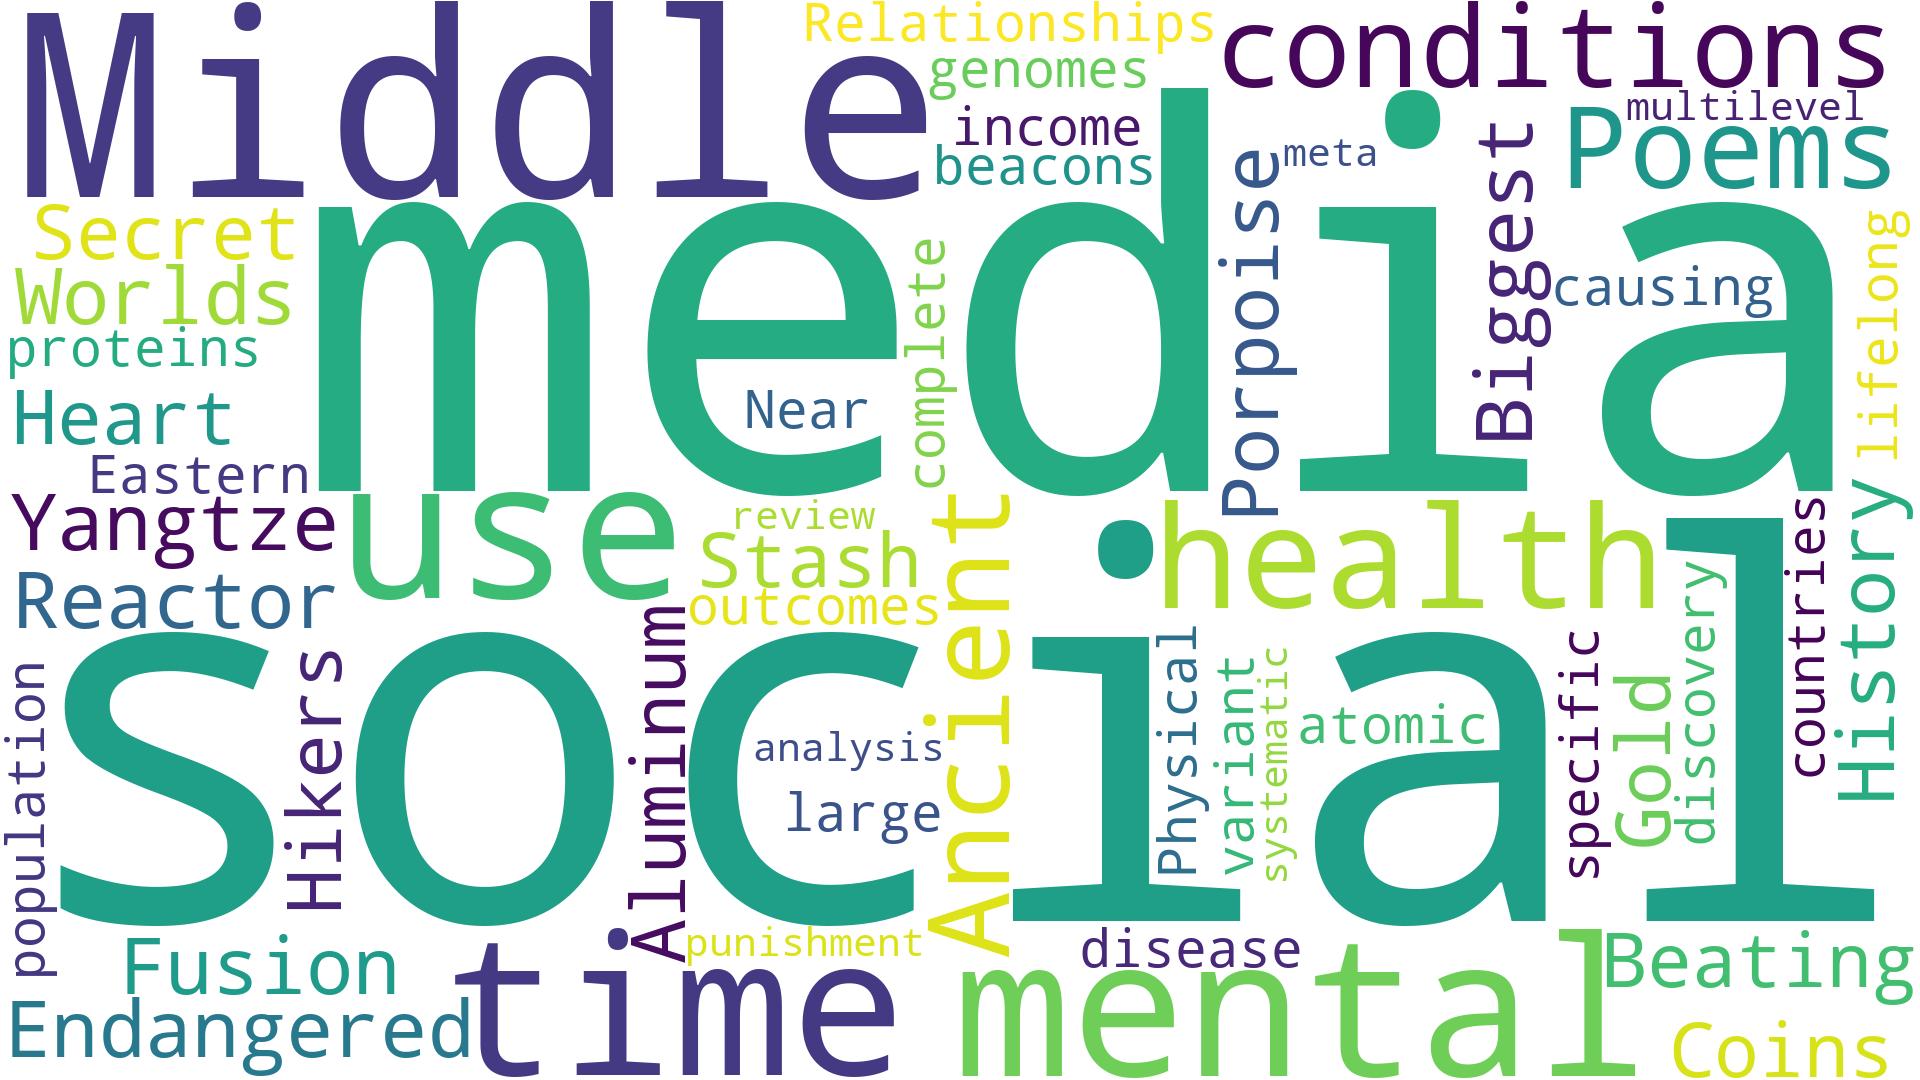 Middle
Relationships
conditions
genomes
income
beacons
multilevel
Poems
meta
Secret
Worlds
proteins
Heart
Eastern
media
Near
complete
Porpoise
Biggest
causing
lifelong
Yangtze
use
review
Stash
outcomes
Ancient
health
Reactor
History
countries
social
population
Hikers
Aluminum
analysis
large
Physical
variant
systematic
atomic
specific
Gold
discovery
Fusion
Endangered
time
punishment
disease
mental
Beating
Coins